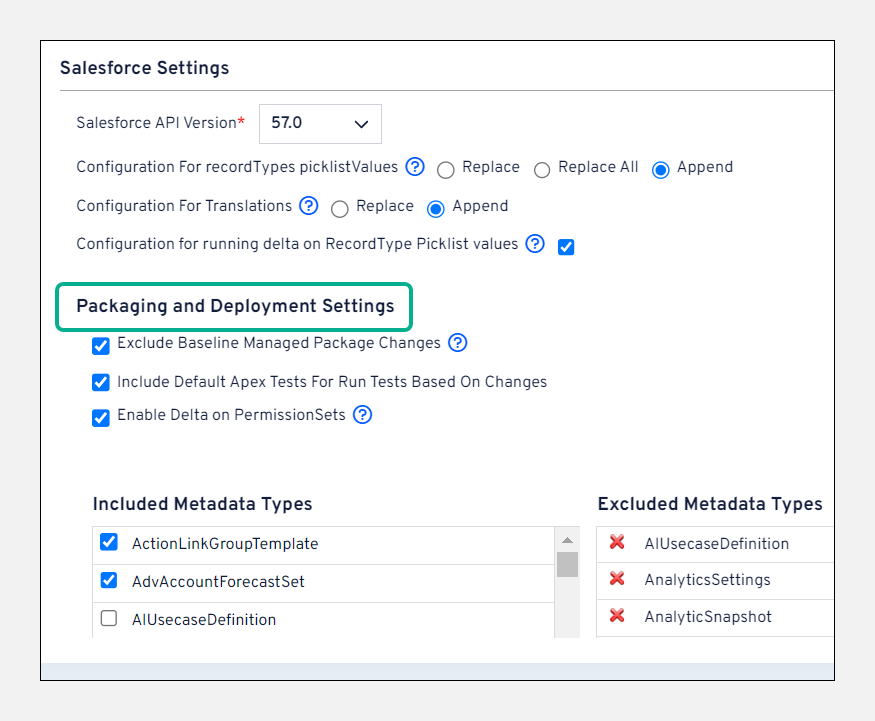 Salesforce Settings
Salesforce API Version* 57.0
Configuration For recordTypes picklistValues ? Replace Replace All Append
Configuration For Translations ? Replace Append
Configuration for running delta on RecordType Picklist values ?
Packaging and Deployment Settings
Exclude Baseline Managed Package Changes ?
Include Default Apex Tests For Run Tests Based On Changes
Enable Delta on PermissionSets ?
Included Metadata Types
ActionLinkGroupTemplate
AdvAccountForecastSet
AIUsecaseDefinition
Excluded Metadata Types
AIUsecaseDefinition
AnalyticsSettings
AnalyticSnapshot